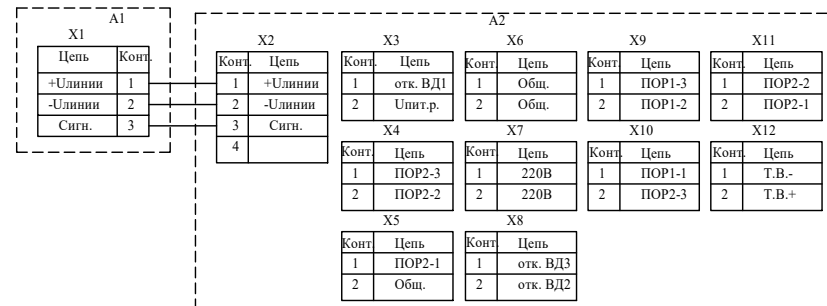 A1
A2
X1
Цепь Конт.
+Uлинии 1
-Uлинии 2
Сигн. 3
X2
Конт. Цепь
1 +Uлинии
2 -Uлинии
3 Сигн.
4
X3
Конт. Цепь
1 отк. ВД1
2 Uпит.р.
X6
Конт. Цепь
1 Общ.
2 Общ.
X9
Конт. Цепь
1 ПОР1-3
2 ПОР1-2
X11
Конт. Цепь
1 ПОР2-2
2 ПОР2-1
X4
Конт. Цепь
1 ПОР2-3
2 ПОР2-2
X7
Конт. Цепь
1 220В
2 220В
X10
Конт. Цепь
1 ПОР1-1
2 ПОР2-3
X12
Конт. Цепь
1 Т.В.-
2 Т.В.+
X5
Конт. Цепь
1 ПОР2-1
2 Общ.
X8
Конт. Цепь
1 отк. ВД3
2 отк. ВД2